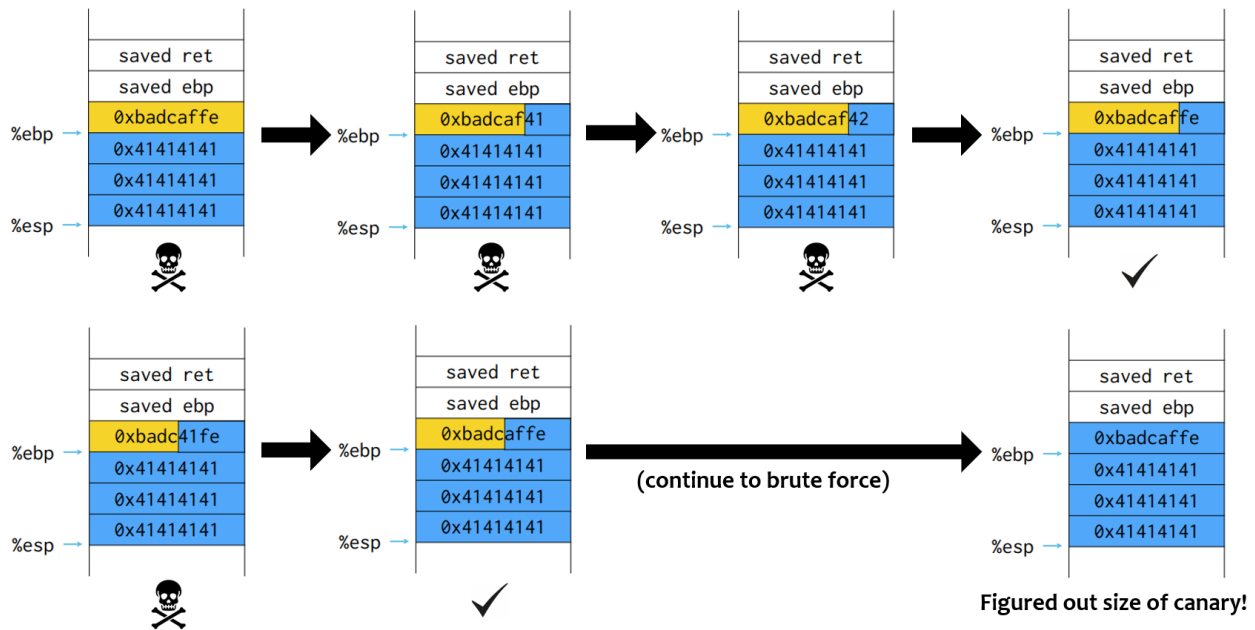 saved ret
saved ebp
0xbadcaffe
%ebp
0x41414141
0x41414141
0x41414141
%esp
saved ret
saved ebp
0xbadcaf41
%ebp
0x41414141
0x41414141
0x41414141
%esp
saved ret
saved ebp
0xbadcaf42
%ebp
0x41414141
0x41414141
0x41414141
%esp
saved ret
saved ebp
0xbadcaffe
%ebp
0x41414141
0x41414141
0x41414141
%esp
saved ret
saved ebp
0xbadc41fe
%ebp
0x41414141
0x41414141
0x41414141
%esp
saved ret
saved ebp
0xbadcaffe
%ebp
0x41414141
0x41414141
0x41414141
%esp
(continue to brute force)
saved ret
saved ebp
0xbadcaffe
%ebp
0x41414141
0x41414141
0x41414141
%esp
Figured out size of canary!